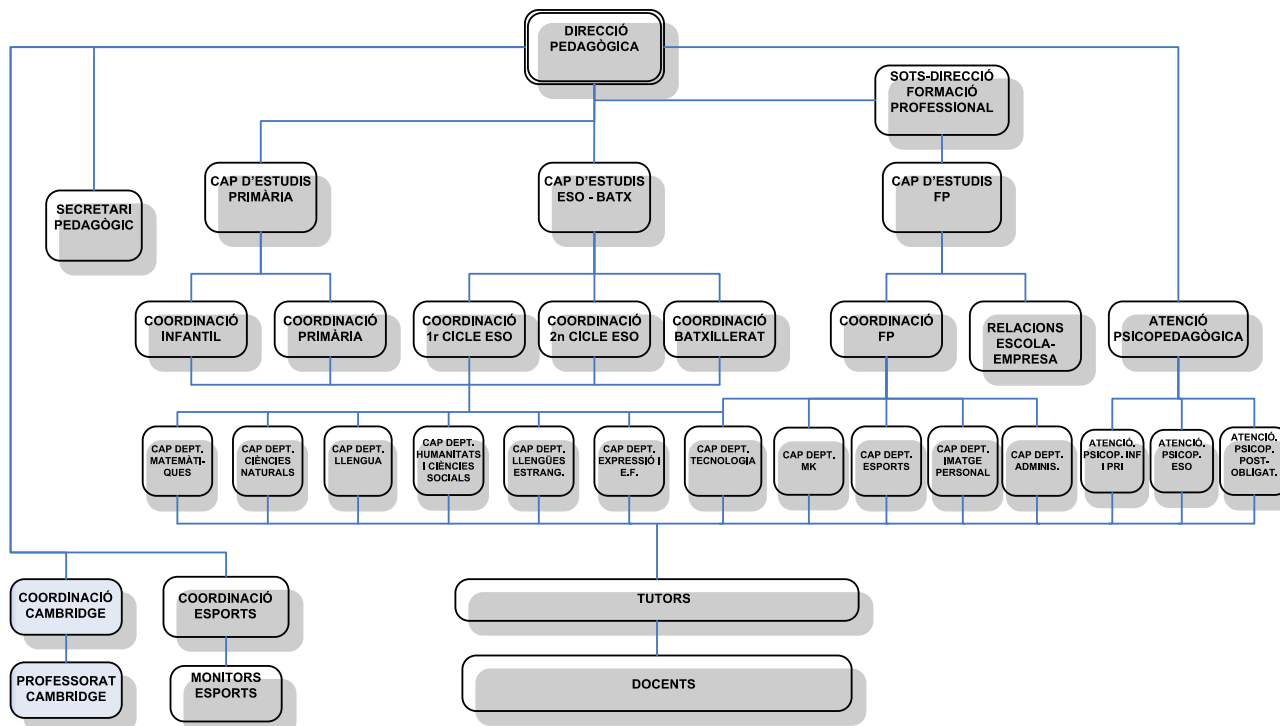 DIRECCIÓ
PEDAGÒGICA
SOTS-DIRECCIÓ
FORMACIÓ
PROFESSIONAL
CAP D'ESTUDIS
PRIMÀRIA
CAP D'ESTUDIS
ESO - BATX
CAP D'ESTUDIS
FP
SECRETARI
PEDAGÒGIC
COORDINACIÓ
INFANTIL
COORDINACIÓ
PRIMÀRIA
COORDINACIÓ
1r CICLE ESO
COORDINACIÓ
2n CICLE ESO
COORDINACIÓ
BATXILLERAT
COORDINACIÓ
FP
RELACIONS
ESCOLA-
EMPRESA
ATENCIÓ
PSICOPEDAGÒGICA
CAP DEPT.
MATEMÀTI-
QUES
CAP DEPT.
CIÈNCIES
NATURALS
CAP DEPT.
LLENGUA
CAP DEPT.
HUMANITATS
I CIÈNCIES
SOCIALS
CAP DEPT.
LLENGÜES
ESTRANG.
CAP DEPT.
EXPRESSIÓ I
E.F.
CAP DEPT.
TECNOLOGIA
CAP DEPT.
MK
CAP DEPT.
ESPORTS
CAP DEPT.
IMATGE
PERSONAL
CAP DEPT.
ADMINIS.
ATENCIÓ.
PSICOP. INF
I PRI
ATENCIÓ.
PSICOP.
ESO
ATENCIÓ.
PSICOP.
POST-
OBLIGAT.
COORDINACIÓ
CAMBRIDGE
COORDINACIÓ
ESPORTS
TUTORS
PROFESSORAT
CAMBRIDGE
MONITORS
ESPORTS
DOCENTS